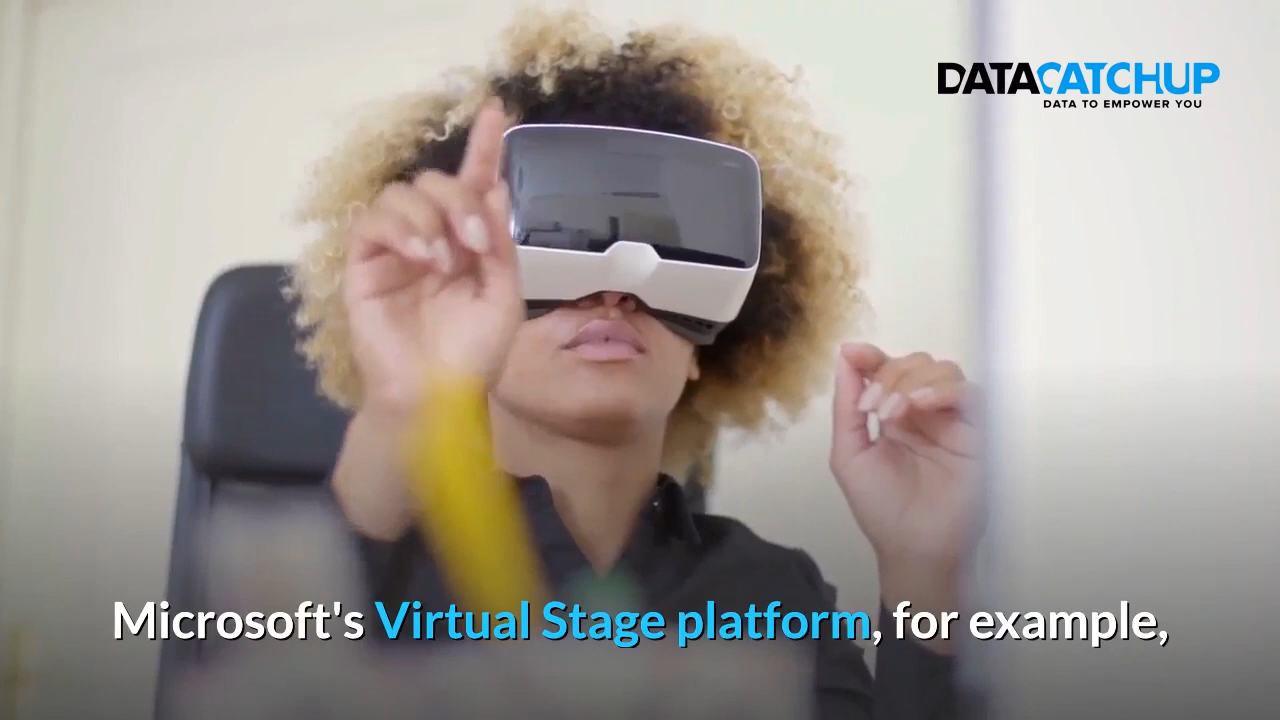 DATACATCHUP
DATA TO EMPOWER YOU
Microsoft's Virtual Stage platform, for example,